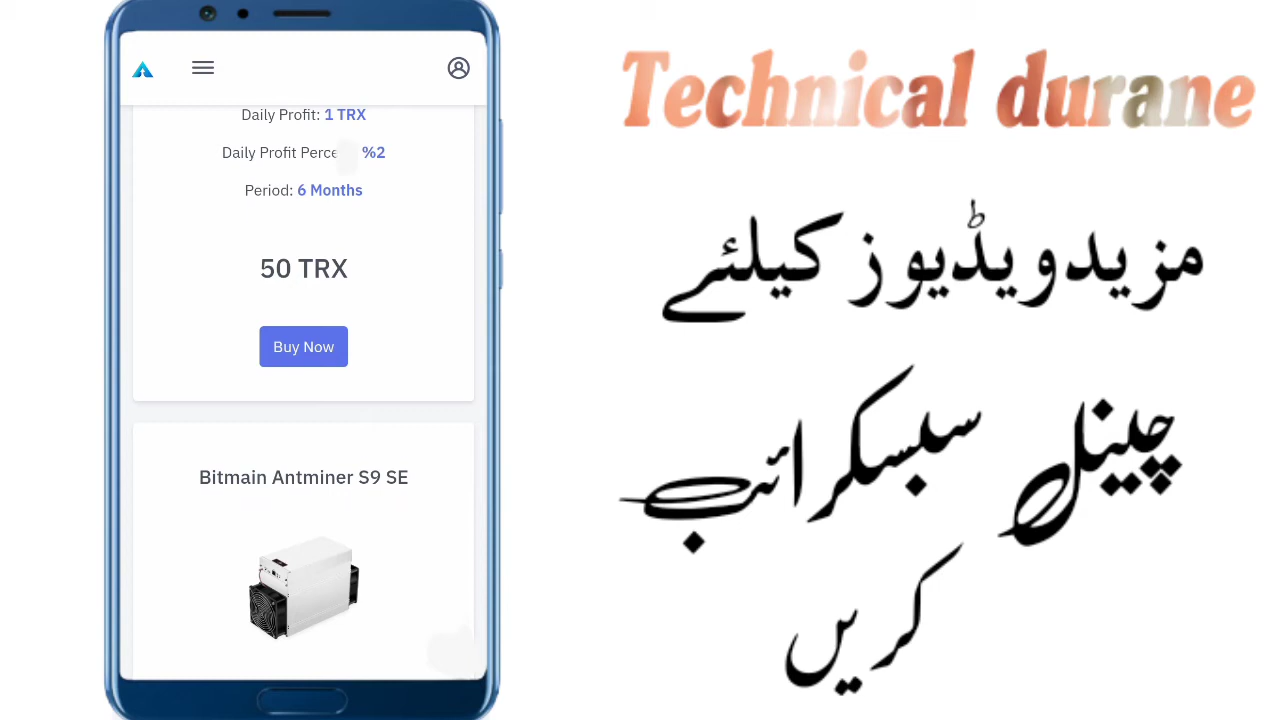 Daily Profit: 1 TRX
Daily Profit Perce %2
Period: 6 Months
50 TRX
Buy Now
Bitmain Antminer S9 SE
Technical durane
مزید ویڈیوز کیلئے
چینل سبسکرائب
کریں